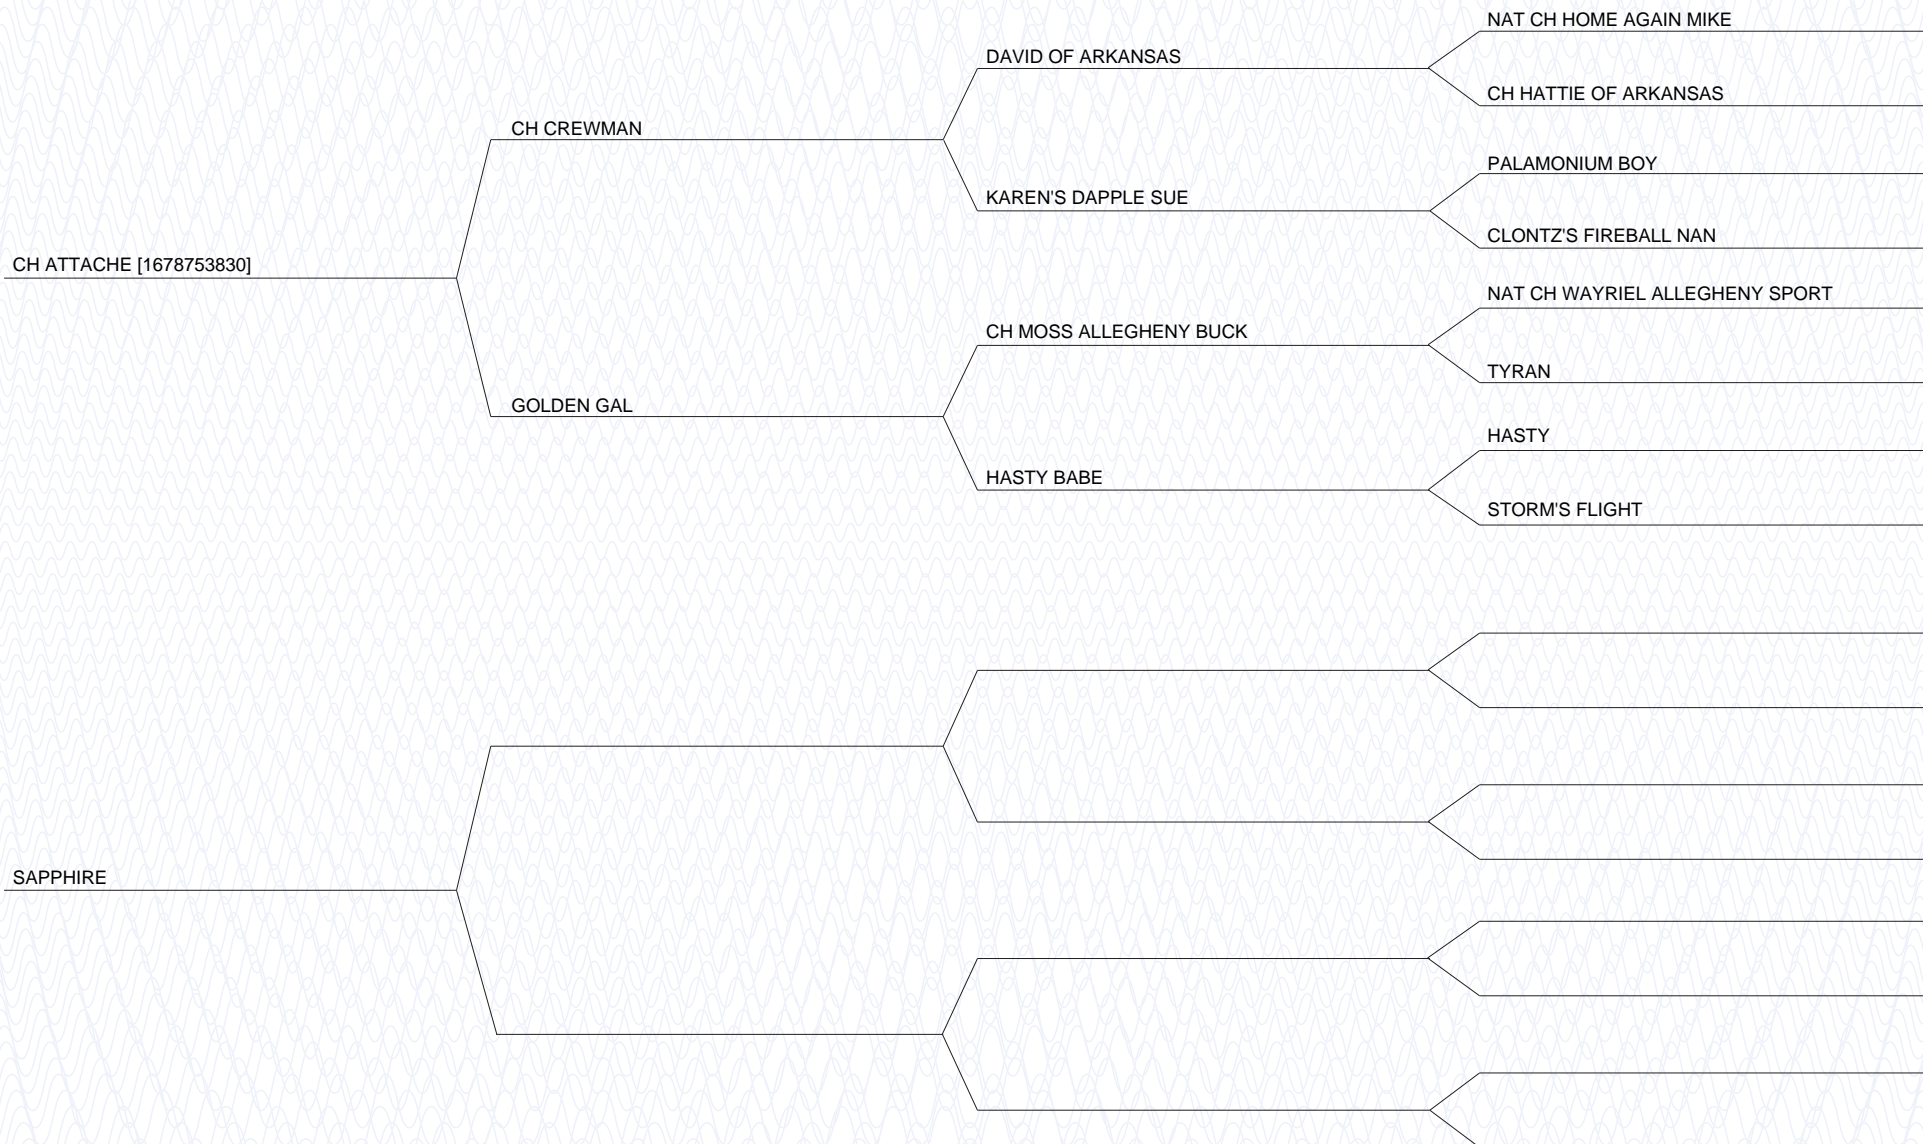 NAT CH HOME AGAIN MIKE
DAVID OF ARKANSAS
CH HATTIE OF ARKANSAS
CH CREWMAN
PALAMONIUM BOY
KAREN'S DAPPLE SUE
CLONTZ'S FIREBALL NAN
CH ATTACHE [1678753830]
NAT CH WAYRIEL ALLEGHENY SPORT
CH MOSS ALLEGHENY BUCK
TYRAN
GOLDEN GAL
HASTY
HASTY BABE
STORM'S FLIGHT
SAPPHIRE